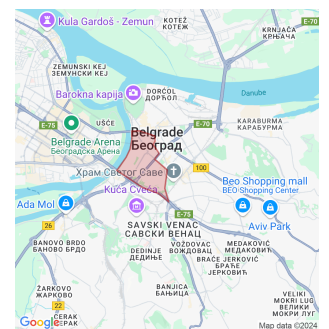 Kula Gardoš - Zemun
KOTEŽ
КОТЕЖ
KRNJAČA
КРЊАЧА
E-70
ZEMUNSKI KEJ
ЗЕМУНСКИ КЕЈ
Barokna kapija
DORĆOL
ДОРЋОЛ
Danube
E-75
UŠĆE
УШЋЕ
E-70
KARABURMA
КАРАБУРМА
Belgrade
Београд
Belgrade Arena
Београдска Арена
100
Храм Светог Саве
Kuća Cveća
Beo Shopping mall
BEO Shopping Center
Ada Mol
E-75
Aviv Park
SAVSKI VENAC
САВСКИ ВЕНАЦ
BANOVO BRDO
БАНОВО БРДО
DEDINJE
ДЕДИЊЕ
VOŽDOVAC
ВОЖДОВАЦ
MEDAKOVIĆ
МЕДАКОВИЋ
BRAĆE JERKOVIĆ
БРАЋЕ
ЈЕРКОВИЋ
ŽARKOVO
ЖАРКОВО
22
26
BANJICA
БАЊИЦА
VELIKI
MOKRI LUG
ВЕЛИКИ
МОКРИ ЛУГ
CERAK
ЦЕРАК
Google
Map data ©2024